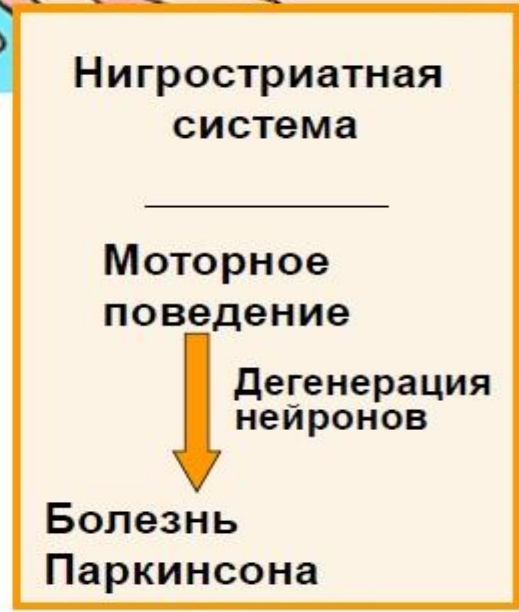 Нигростриатная
система
Моторное
поведение
Дегенерация
нейронов
Болезнь
Паркинсона